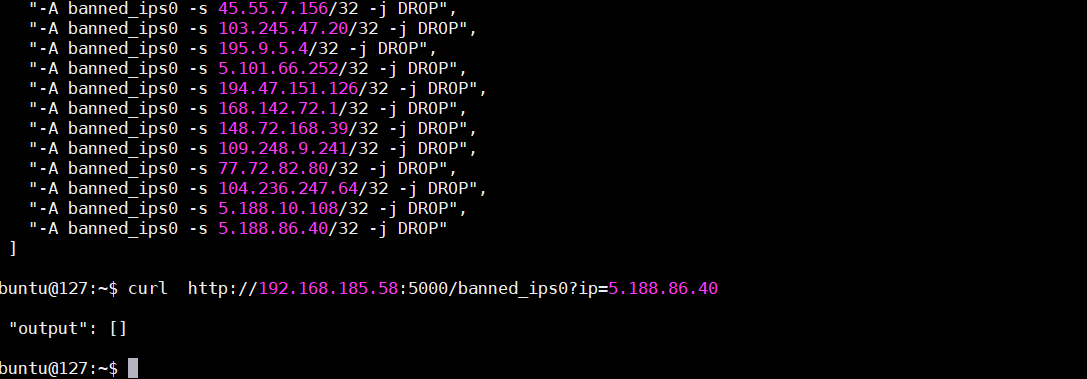 "-A banned_ips0 -s 45.55.7.156/32 -j DROP",
"-A banned_ips0 -s 103.245.47.20/32 -j DROP",
"-A banned_ips0 -s 195.9.5.4/32 -j DROP",
"-A banned_ips0 -s 5.101.66.252/32 -j DROP",
"-A banned_ips0 -s 194.47.151.126/32 -j DROP",
"-A banned_ips0 -s 168.142.72.1/32 -j DROP",
"-A banned_ips0 -s 148.72.168.39/32 -j DROP",
"-A banned_ips0 -s 109.248.9.241/32 -j DROP",
"-A banned_ips0 -s 77.72.82.80/32 -j DROP",
"-A banned_ips0 -s 104.236.247.64/32 -j DROP",
"-A banned_ips0 -s 5.188.10.108/32 -j DROP",
"-A banned_ips0 -s 5.188.86.40/32 -j DROP"
]
buntu@127:~$ curl  http://192.168.185.58:5000/banned_ips0?ip=5.188.86.40
"output": []
buntu@127:~$